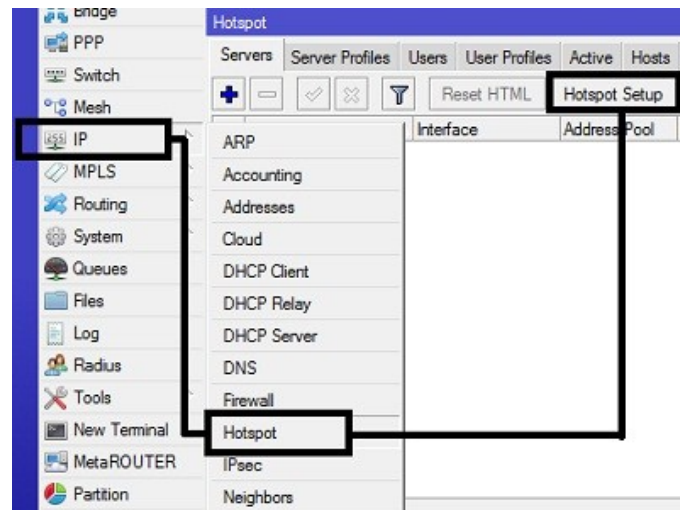 Bridge
PPP
Switch
Mesh
IP
MPLS
Routing
System
Queues
Files
Log
Radius
Tools
New Terminal
MetaROUTER
Partition
Hotspot
Servers Server Profiles Users User Profiles Active Hosts
Reset HTML Hotspot Setup
Interface Address Pool
ARP
Accounting
Addresses
Cloud
DHCP Client
DHCP Relay
DHCP Server
DNS
Firewall
Hotspot
IPsec
Neighbors